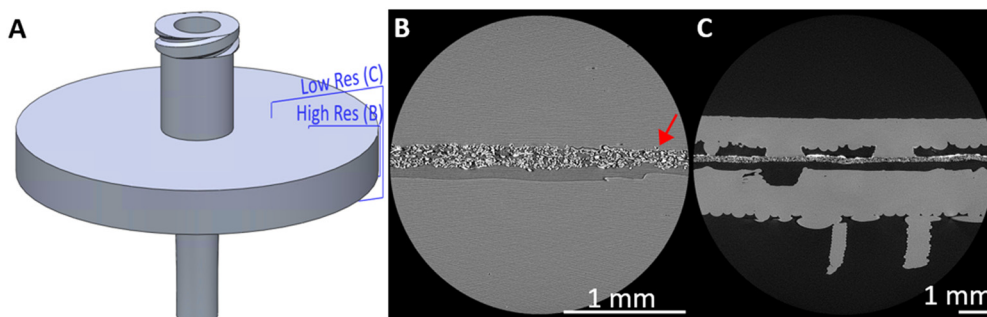 A
Low Res (C)
High Res (B)
B
1 mm
C
1 mm